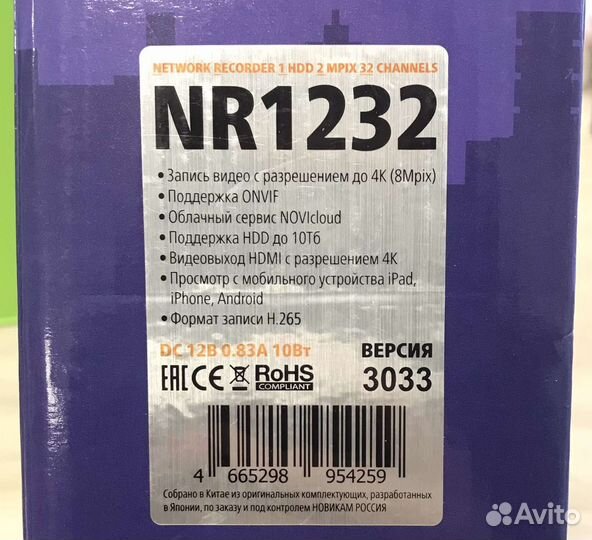 NETWORK RECORDER 1 HDD 2 MPIX 32 CHANNELS
NR1232
• Запись видео с разрешением до 4K (8Mpix)
• Поддержка ONVIF
• Облачный сервис NOVIcloud
• Поддержка HDD до 10Тб
• Видеовыход HDMI с разрешением 4K
• Просмотр с мобильного устройства iPad,
iPhone, Android
• Формат записи H.265
DC 12В 0.83А 10Вт
ВЕРСИЯ
3033
EAC CE RoHS
COMPLIANT
4 665298 954259
Собрано в Китае из оригинальных комплектующих, разработанных
в Японии, по заказу и под контролем НОВИКАМ РОССИЯ
Avito